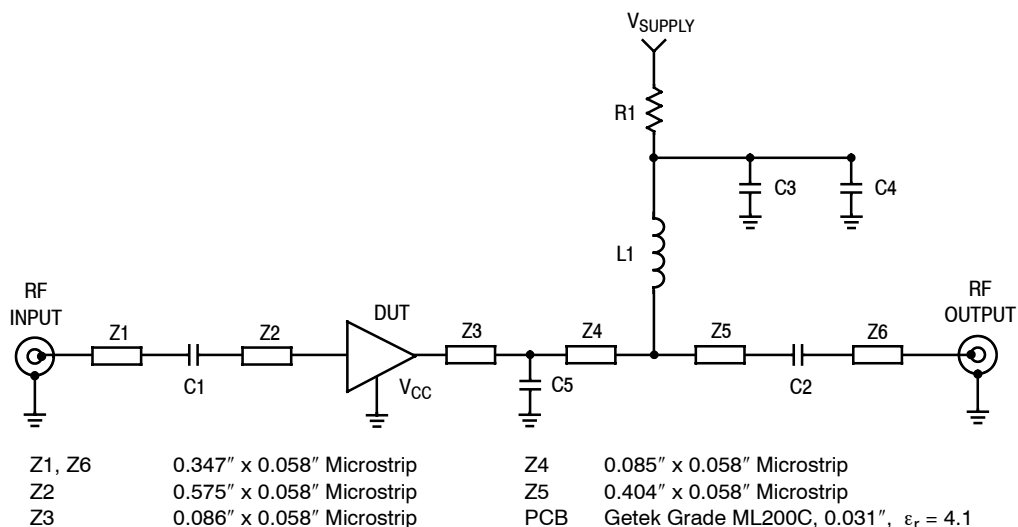 VSUPPLY
R1
C3
C4
L1
RF
INPUT
RF
OUTPUT
DUT
Z1
Z2
Z3
Z4
Z5
Z6
C1
VCC
C5
C2
Z1, Z6 0.347″ x 0.058″ Microstrip
Z2 0.575″ x 0.058″ Microstrip
Z3 0.086″ x 0.058″ Microstrip
Z4 0.085″ x 0.058″ Microstrip
Z5 0.404″ x 0.058″ Microstrip
PCB Getek Grade ML200C, 0.031″, εr = 4.1